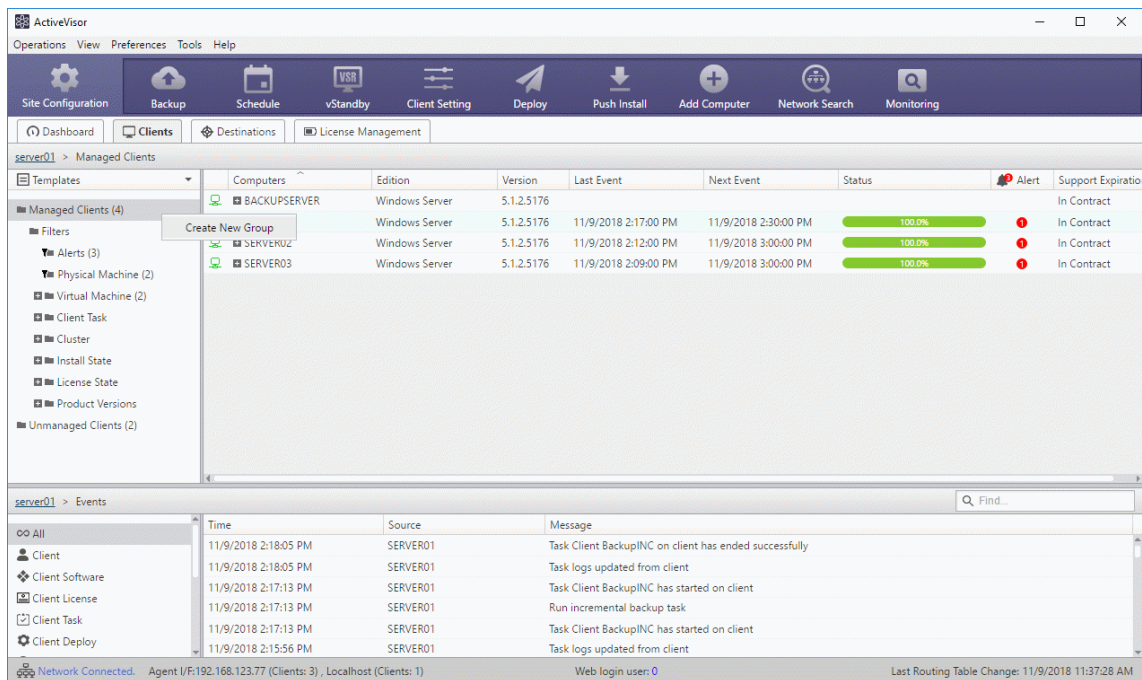 ActiveVisor
Operations View Preferences Tools Help
Site Configuration Backup Schedule vStandby Client Setting Deploy Push Install Add Computer Network Search Monitoring
VSR
Dashboard Clients Destinations License Management
server01 > Managed Clients
Templates Computers Edition Version Last Event Next Event Status 3 Alert Support Expiratio
BACKUPSERVER Windows Server 5.1.2.5176 In Contract
Managed Clients (4)
Create New Group Windows Server 5.1.2.5176 11/9/2018 2:17:00 PM 11/9/2018 2:30:00 PM 100.0% 1 In Contract
Filters
SERVER02 Windows Server 5.1.2.5176 11/9/2018 2:12:00 PM 11/9/2018 3:00:00 PM 100.0% 1 In Contract
Alerts (3)
SERVER03 Windows Server 5.1.2.5176 11/9/2018 2:09:00 PM 11/9/2018 3:00:00 PM 100.0% 1 In Contract
Physical Machine (2)
Virtual Machine (2)
Client Task
Cluster
Install State
License State
Product Versions
Unmanaged Clients (2)
server01 > Events Find...
All
Client
Client Software
Client License
Client Task
Client Deploy
Time Source Message
11/9/2018 2:18:05 PM SERVER01 Task Client BackupINC on client has ended successfully
11/9/2018 2:18:05 PM SERVER01 Task logs updated from client
11/9/2018 2:17:13 PM SERVER01 Task Client BackupINC has started on client
11/9/2018 2:17:13 PM SERVER01 Run incremental backup task
11/9/2018 2:17:13 PM SERVER01 Task Client BackupINC has started on client
11/9/2018 2:15:56 PM SERVER01 Task logs updated from client
Network Connected. Agent I/F:192.168.123.77 (Clients: 3) , Localhost (Clients: 1) Web login user: 0 Last Routing Table Change: 11/9/2018 11:37:28 AM